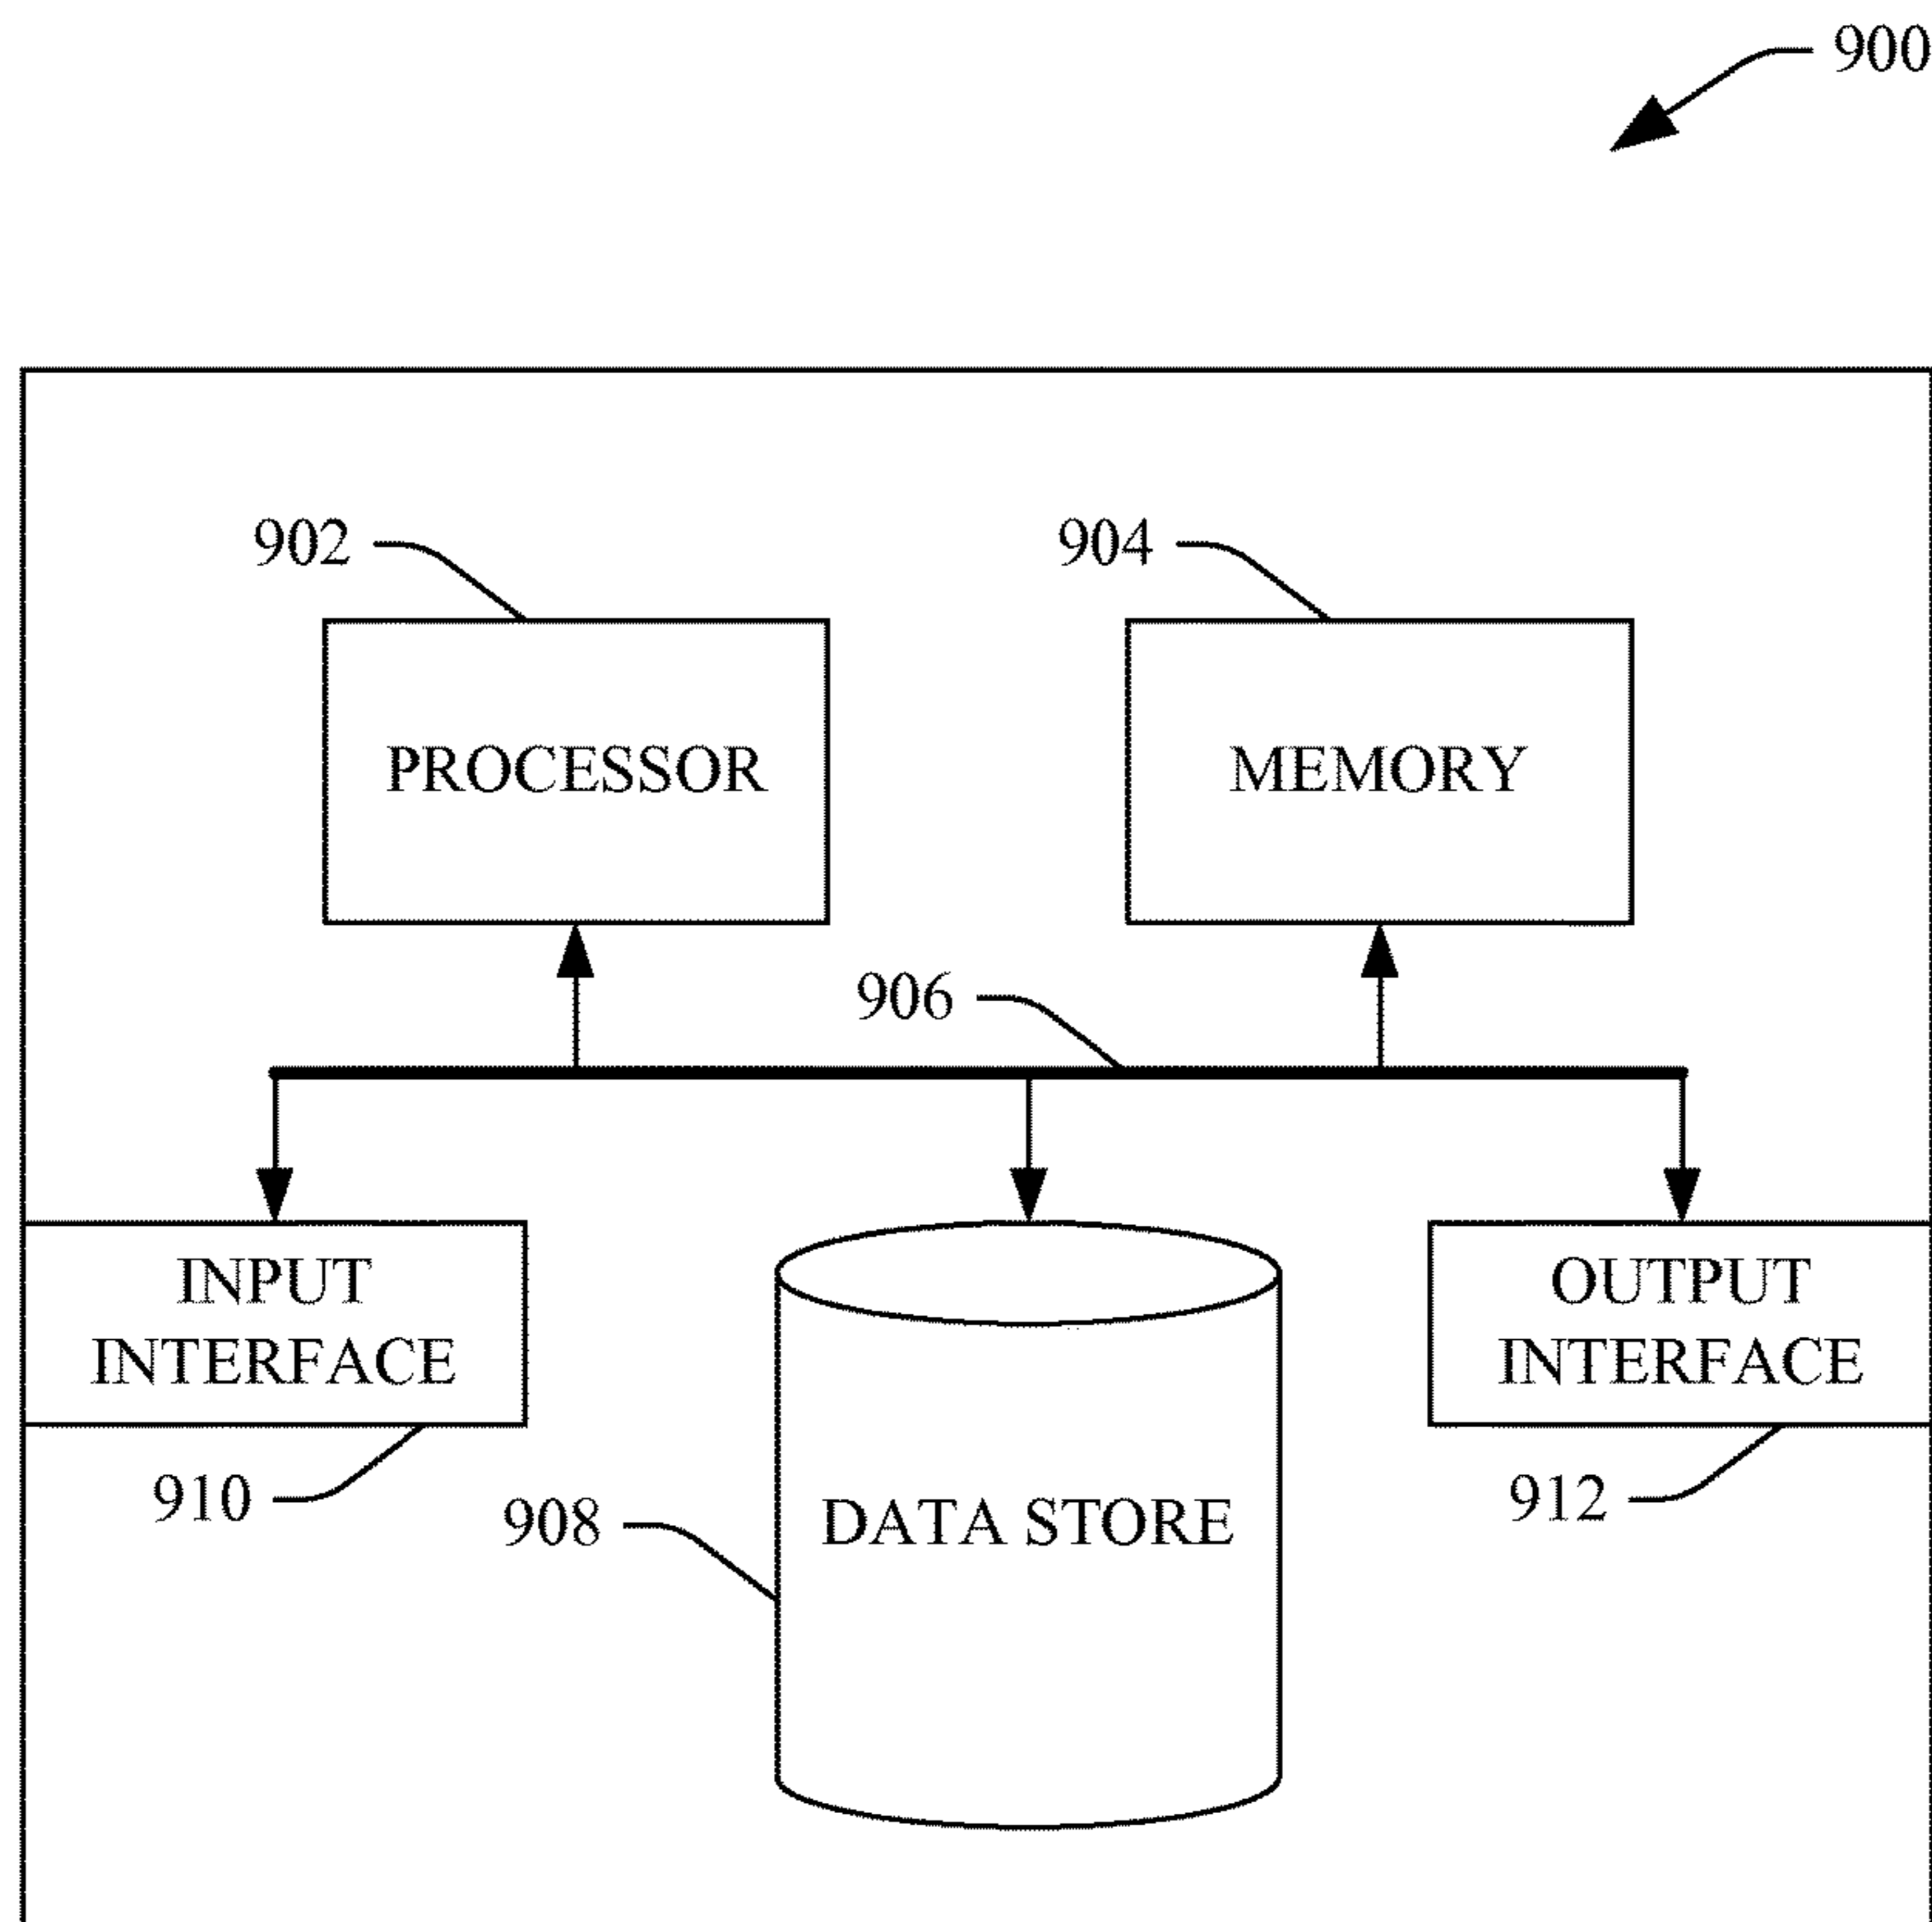 900
902
904
PROCESSOR
MEMORY
906
INPUT
INTERFACE
OUTPUT
INTERFACE
910
908
DATA STORE
912